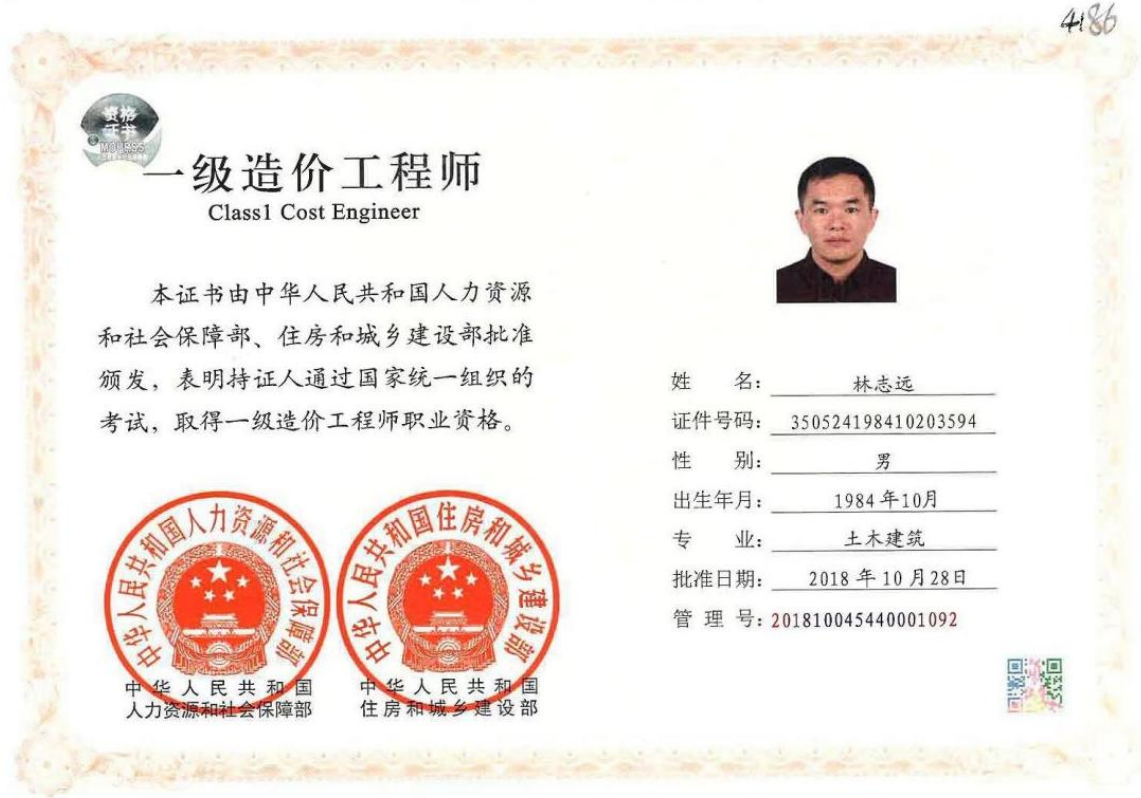 4186
资格
证书
MOHRSS
一级造价工程师
Class1 Cost Engineer
本证书由中华人民共和国人力资源
和社会保障部、住房和城乡建设部批准
颁发，表明持证人通过国家统一组织的
考试，取得一级造价工程师职业资格。
中华人民共和国人力资源和社会保障部
中华人民共和国住房和城乡建设部
中华人民共和国
人力资源和社会保障部
中华人民共和国
住房和城乡建设部
姓 名：林志远
证件号码：350524198410203594
性 别：男
出生年月：1984年10月
专 业：土木建筑
批准日期：2018年10月28日
管 理 号：201810045440001092